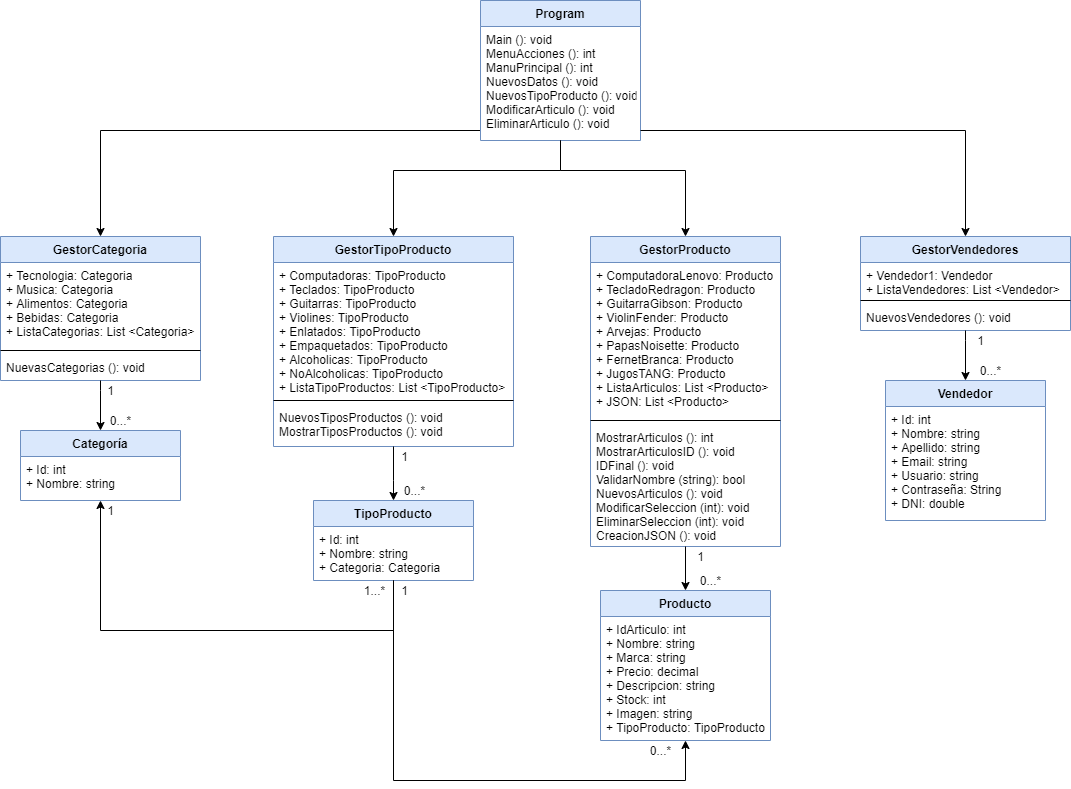 Program
Main (): void
MenuAcciones (): int
ManuPrincipal (): int
NuevosDatos (): void
NuevosTipoProducto (): void
ModificarArticulo (): void
EliminarArticulo (): void
GestorCategoria
+ Tecnologia: Categoria
+ Musica: Categoria
+ Alimentos: Categoria
+ Bebidas: Categoria
+ ListaCategorias: List <Categoria>
NuevasCategorias (): void
1
0...*
Categoría
+ Id: int
+ Nombre: string
1
GestorTipoProducto
+ Computadoras: TipoProducto
+ Teclados: TipoProducto
+ Guitarras: TipoProducto
+ Violines: TipoProducto
+ Enlatados: TipoProducto
+ Empaquetados: TipoProducto
+ Alcoholicas: TipoProducto
+ NoAlcoholicas: TipoProducto
+ ListaTipoProductos: List <TipoProducto>
NuevosTiposProductos (): void
MostrarTiposProductos (): void
1
0...*
TipoProducto
+ Id: int
+ Nombre: string
+ Categoria: Categoria
1...*
1
GestorProducto
+ ComputadoraLenovo: Producto
+ TecladoRedragon: Producto
+ GuitarraGibson: Producto
+ ViolinFender: Producto
+ Arvejas: Producto
+ PapasNoisette: Producto
+ FernetBranca: Producto
+ JugosTANG: Producto
+ ListaArticulos: List <Producto>
+ JSON: List <Producto>
MostrarArticulos (): int
MostrarArticulosID (): void
IDFinal (): void
ValidarNombre (string): bool
NuevosArticulos (): void
ModificarSeleccion (int): void
EliminarSeleccion (int): void
CreacionJSON (): void
1
0...*
Producto
+ IdArticulo: int
+ Nombre: string
+ Marca: string
+ Precio: decimal
+ Descripcion: string
+ Stock: int
+ Imagen: string
+ TipoProducto: TipoProducto
0...*
GestorVendedores
+ Vendedor1: Vendedor
+ ListaVendedores: List <Vendedor>
NuevosVendedores (): void
1
0...*
Vendedor
+ Id: int
+ Nombre: string
+ Apellido: string
+ Email: string
+ Usuario: string
+ Contraseña: String
+ DNI: double